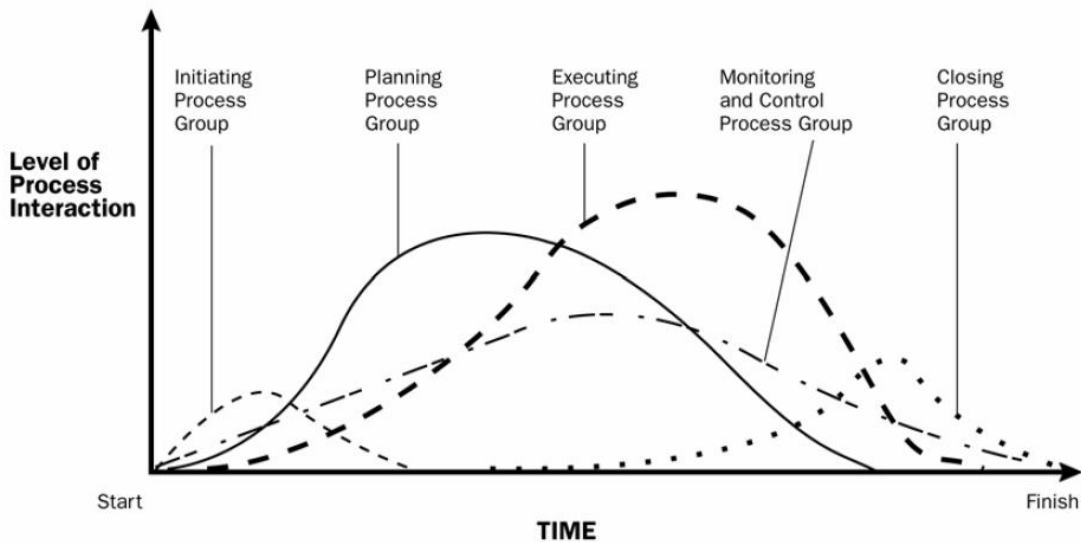 Initiating
Process
Group
Planning
Process
Group
Executing
Process
Group
Monitoring
and Control
Process Group
Closing
Process
Group
Level of
Process
Interaction
Start
Finish
TIME